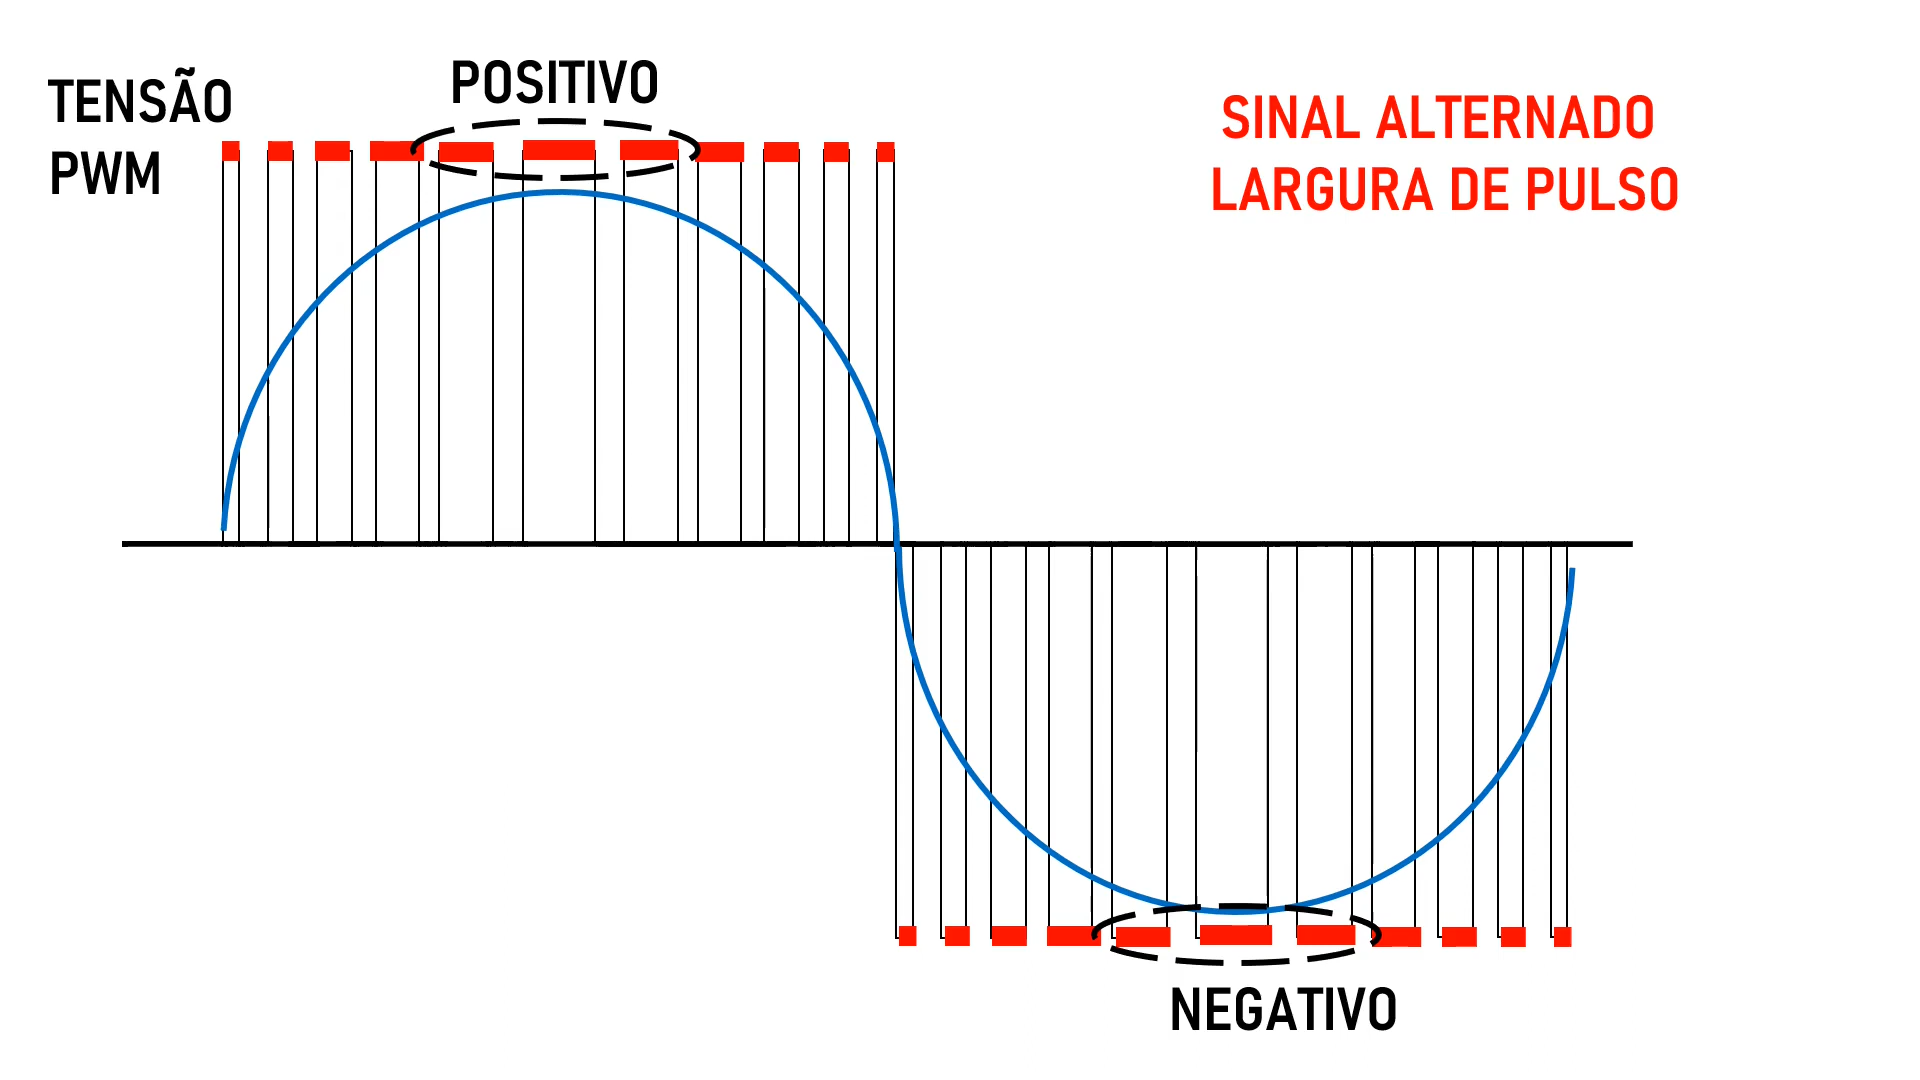 TENSÃO
PWM
POSITIVO
SINAL ALTERNADO
LARGURA DE PULSO
NEGATIVO